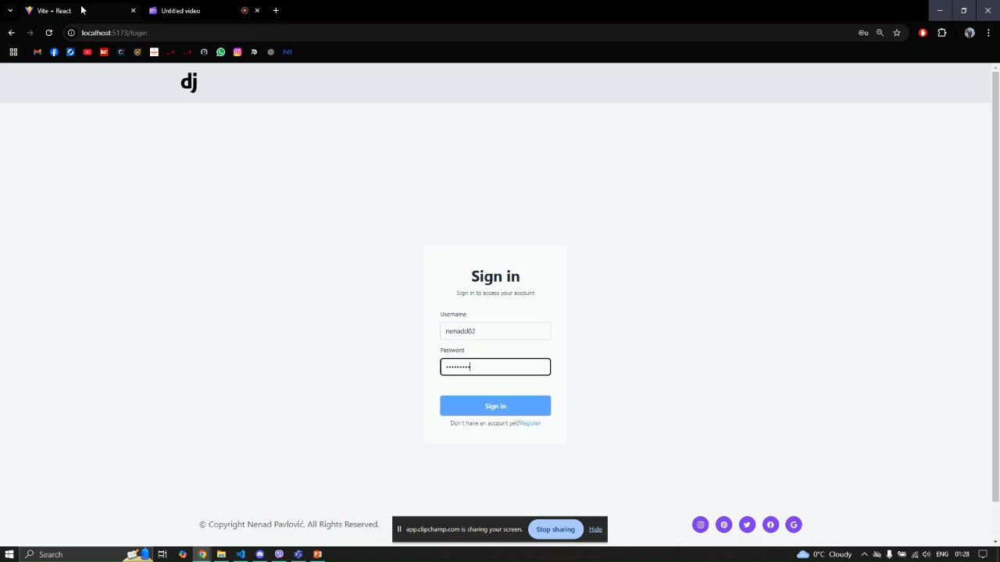 Vite + React
Untitled video
localhost:5173/login
N1
dj
Sign in
Sign in to access your account
Username
nenadd02
Password
•••••••••
Sign in
Don't have an account yet?Register
© Copyright Nenad Pavlović. All Rights Reserved.
app.clipchamp.com is sharing your screen.
Stop sharing
Hide
Search
0°C Cloudy
ENG
01:28